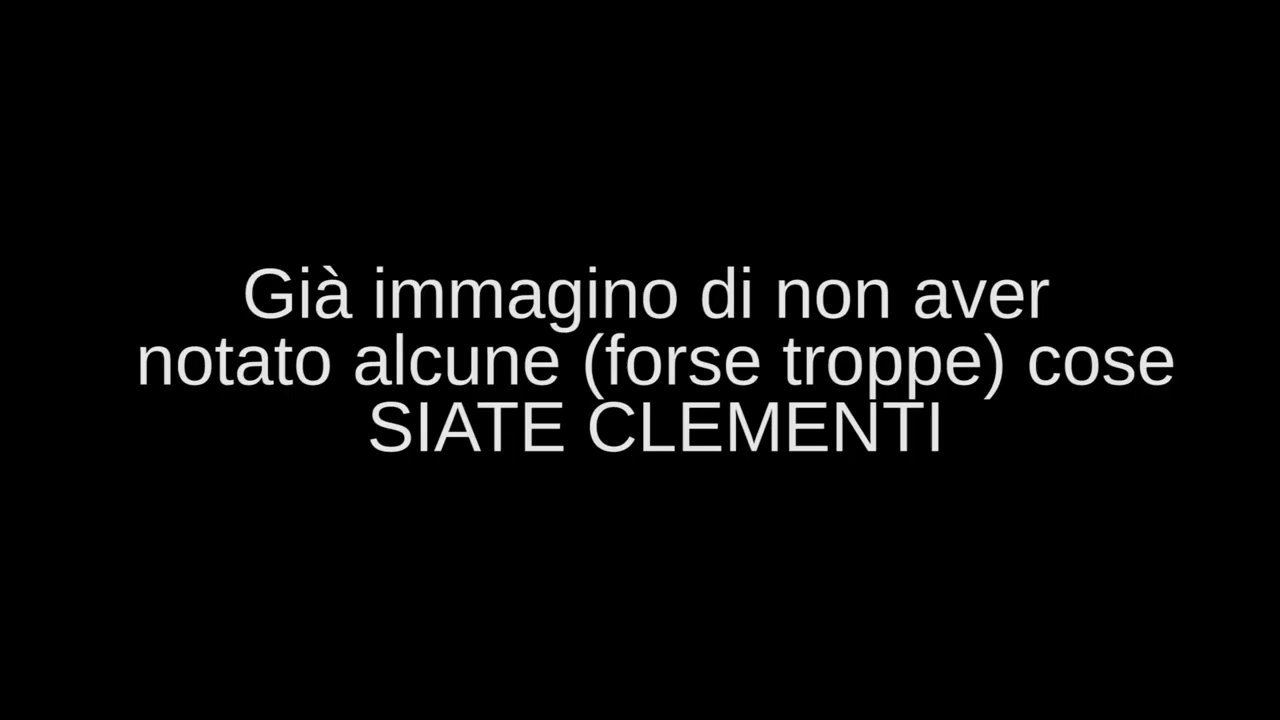 Già immagino di non aver
notato alcune (forse troppe) cose
SIATE CLEMENTI